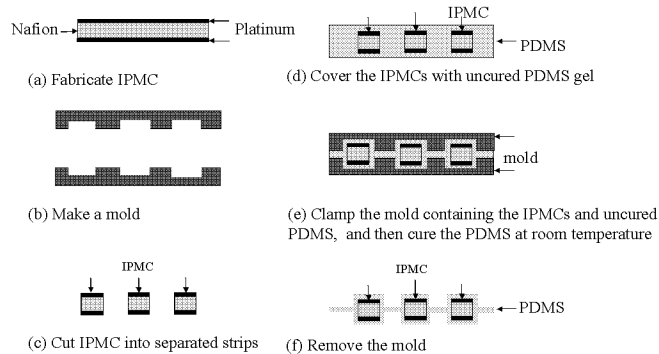 Nafion
Platinum
(a) Fabricate IPMC
(b) Make a mold
IPMC
(c) Cut IPMC into separated strips
IPMC
PDMS
(d) Cover the IPMCs with uncured PDMS gel
mold
(e) Clamp the mold containing the IPMCs and uncured
PDMS, and then cure the PDMS at room temperature
IPMC
PDMS
(f) Remove the mold